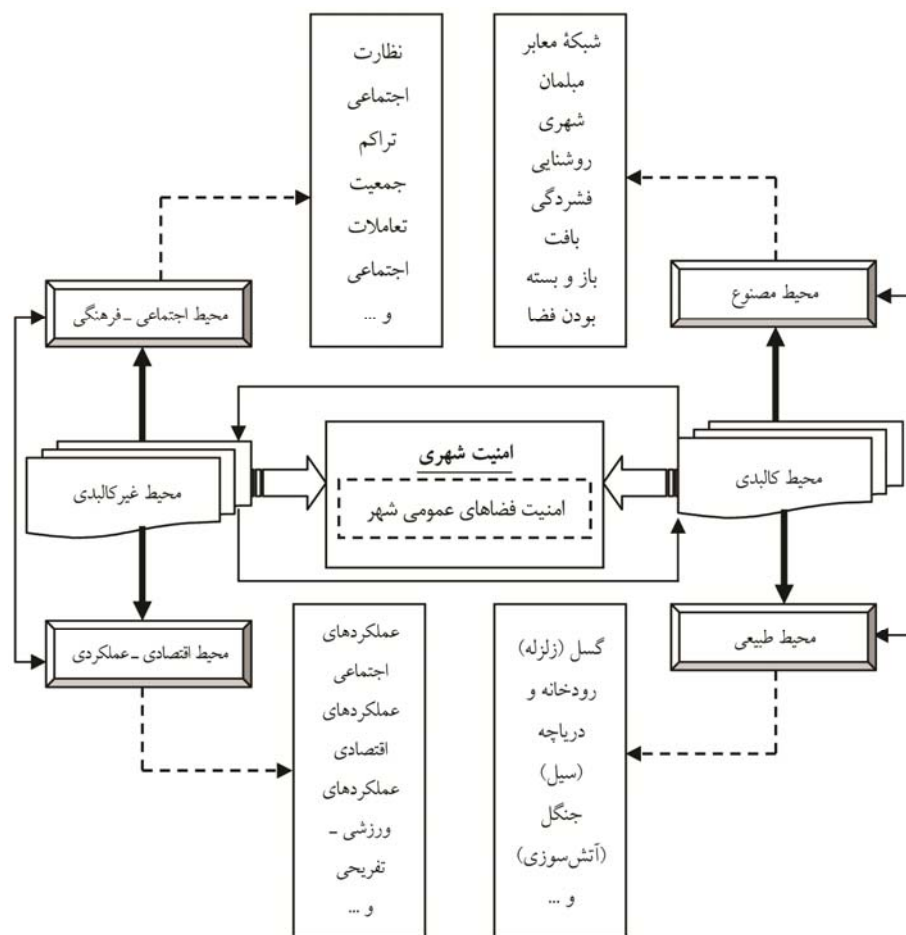 شبکۀ معابر
مبلمان
شهری
روشنایی
فشردگی
بافت
باز و بسته
بودن فضا
نظارت
اجتماعی
تراکم
جمعیت
تعاملات
اجتماعی
و ...
محیط مصنوع
محیط اجتماعی ـ فرهنگی
محیط کالبدی
امنیت شهری
امنیت فضاهای عمومی شهر
محیط غیرکالبدی
محیط طبیعی
محیط اقتصادی ـ عملکردی
گسل (زلزله)
رودخانه و
دریاچه
(سیل)
جنگل
(آتش‌سوزی)
و ...
عملکردهای
اجتماعی
عملکردهای
اقتصادی
عملکردهای
ورزشی ـ
تفریحی
و ...